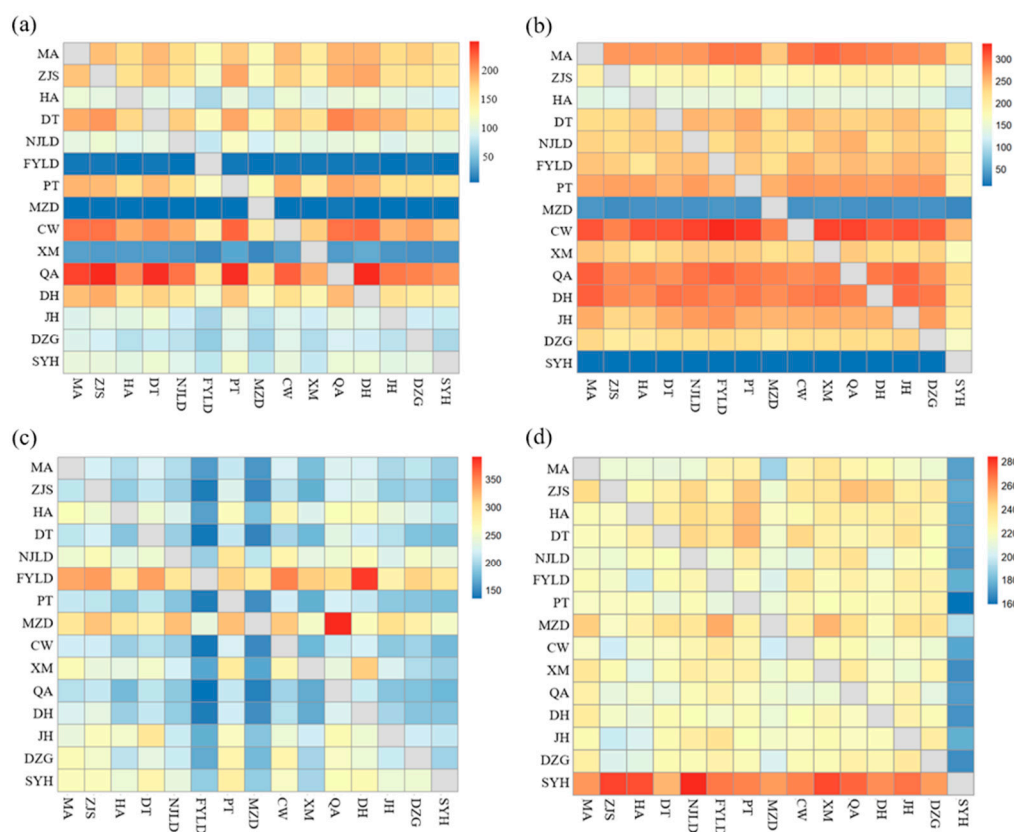 (a)
MA
ZJS
HA
DT
NJLD
FYLD
PT
MZD
CW
XM
QA
DH
JH
DZG
SYH
MA ZJS HA DT NJLD FYLD PT MZD CW XM QA DH JH DZG SYH
200
150
100
50
(b)
MA
ZJS
HA
DT
NJLD
FYLD
PT
MZD
CW
XM
QA
DH
JH
DZG
SYH
MA ZJS HA DT NJLD FYLD PT MZD CW XM QA DH JH DZG SYH
300
250
200
150
100
50
(c)
MA
ZJS
HA
DT
NJLD
FYLD
PT
MZD
CW
XM
QA
DH
JH
DZG
SYH
MA ZJS HA DT NJLD FYLD PT MZD CW XM QA DH JH DZG SYH
350
300
250
200
150
(d)
MA
ZJS
HA
DT
NJLD
FYLD
PT
MZD
CW
XM
QA
DH
JH
DZG
SYH
MA ZJS HA DT NJLD FYLD PT MZD CW XM QA DH JH DZG SYH
280
260
240
220
200
180
160